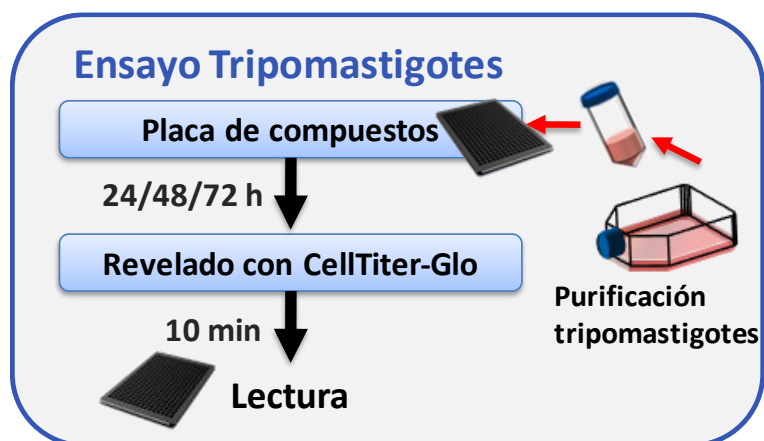 Ensayo Tripomastigotes
Placa de compuestos
24/48/72 h
Revelado con CellTiter-Glo
10 min
Lectura
Purificación
tripomastigotes